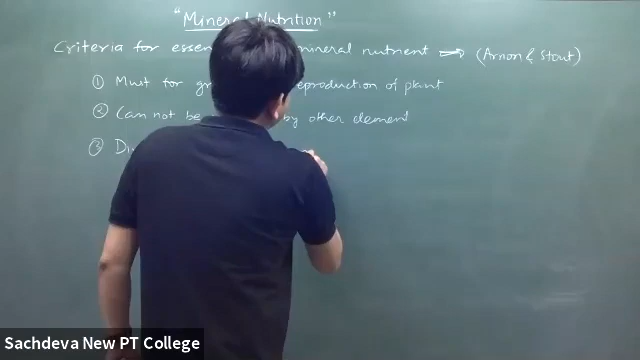 "Mineral Nutrition"
Criteria for essen mineral nutrient → (Arnon & Stout)
① Must for gr eproduction of plant
② Can not be by other element
③ Di
Sachdeva New PT College